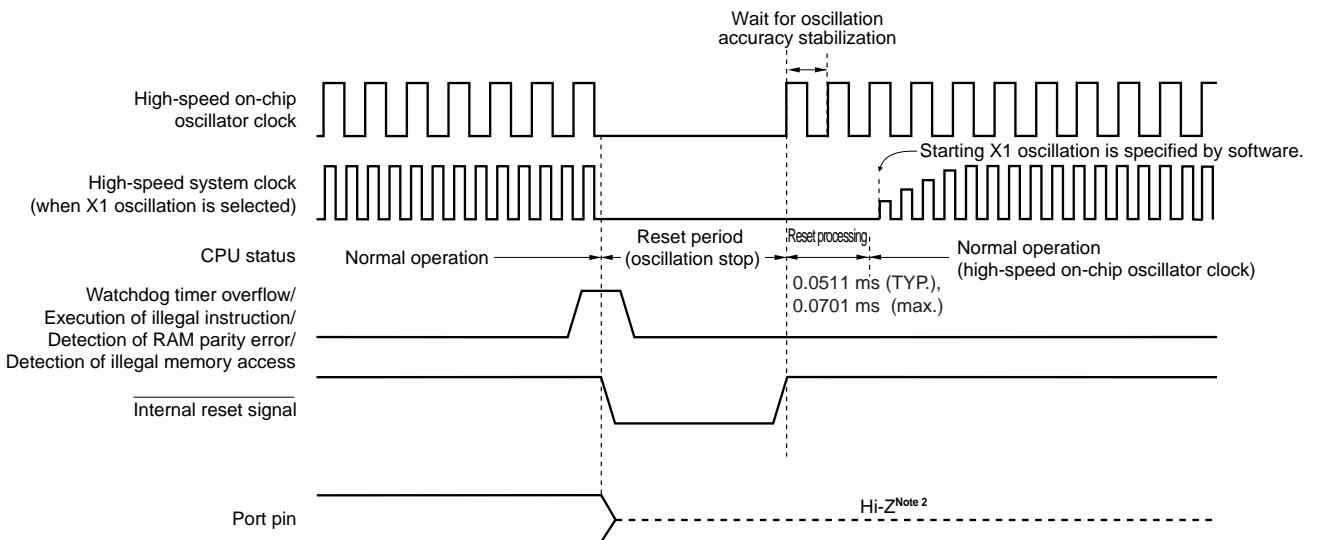 Wait for oscillation
accuracy stabilization
High-speed on-chip
oscillator clock
Starting X1 oscillation is specified by software.
High-speed system clock
(when X1 oscillation is selected)
CPU status
Normal operation
Reset period
(oscillation stop)
Reset processing
Normal operation
(high-speed on-chip oscillator clock)
0.0511 ms (TYP.),
0.0701 ms (max.)
Watchdog timer overflow/
Execution of illegal instruction/
Detection of RAM parity error/
Detection of illegal memory access
Internal reset signal
Port pin
Hi-ZNote 2